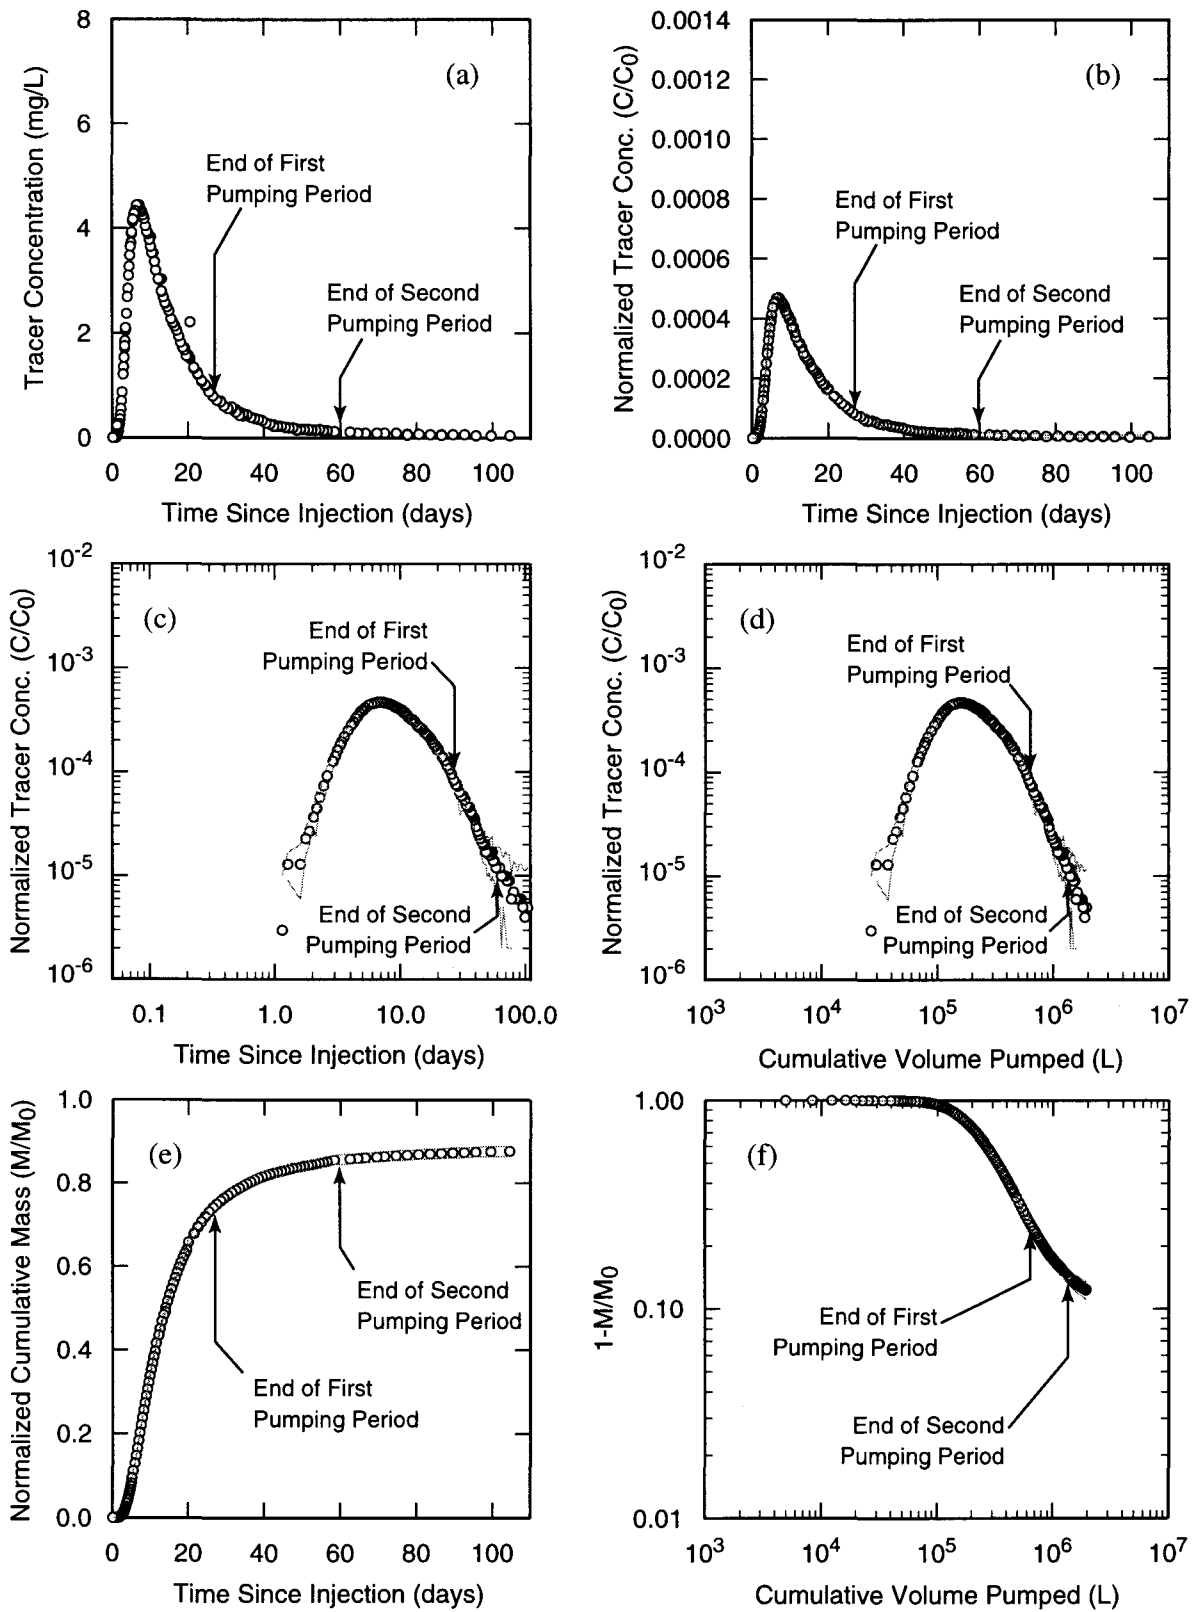 (a)
Tracer Concentration (mg/L)
8
6
4
2
0
End of First
Pumping Period
End of Second
Pumping Period
0 20 40 60 80 100
Time Since Injection (days)
(b)
Normalized Tracer Conc. (C/C0)
0.0014
0.0012
0.0010
0.0008
0.0006
0.0004
0.0002
0.0000
End of First
Pumping Period
End of Second
Pumping Period
0 20 40 60 80 100
Time Since Injection (days)
(c)
Normalized Tracer Conc. (C/C0)
10-2
10-3
10-4
10-5
10-6
End of First
Pumping Period
End of Second
Pumping Period
0.1 1.0 10.0 100.0
Time Since Injection (days)
(d)
Normalized Tracer Conc. (C/C0)
10-2
10-3
10-4
10-5
10-6
End of First
Pumping Period
End of Second
Pumping Period
103 104 105 106 107
Cumulative Volume Pumped (L)
(e)
Normalized Cumulative Mass (M/M0)
1.0
0.8
0.6
0.4
0.2
0.0
End of Second
Pumping Period
End of First
Pumping Period
0 20 40 60 80 100
Time Since Injection (days)
(f)
1-M/M0
1.00
0.10
0.01
End of First
Pumping Period
End of Second
Pumping Period
103 104 105 106 107
Cumulative Volume Pumped (L)